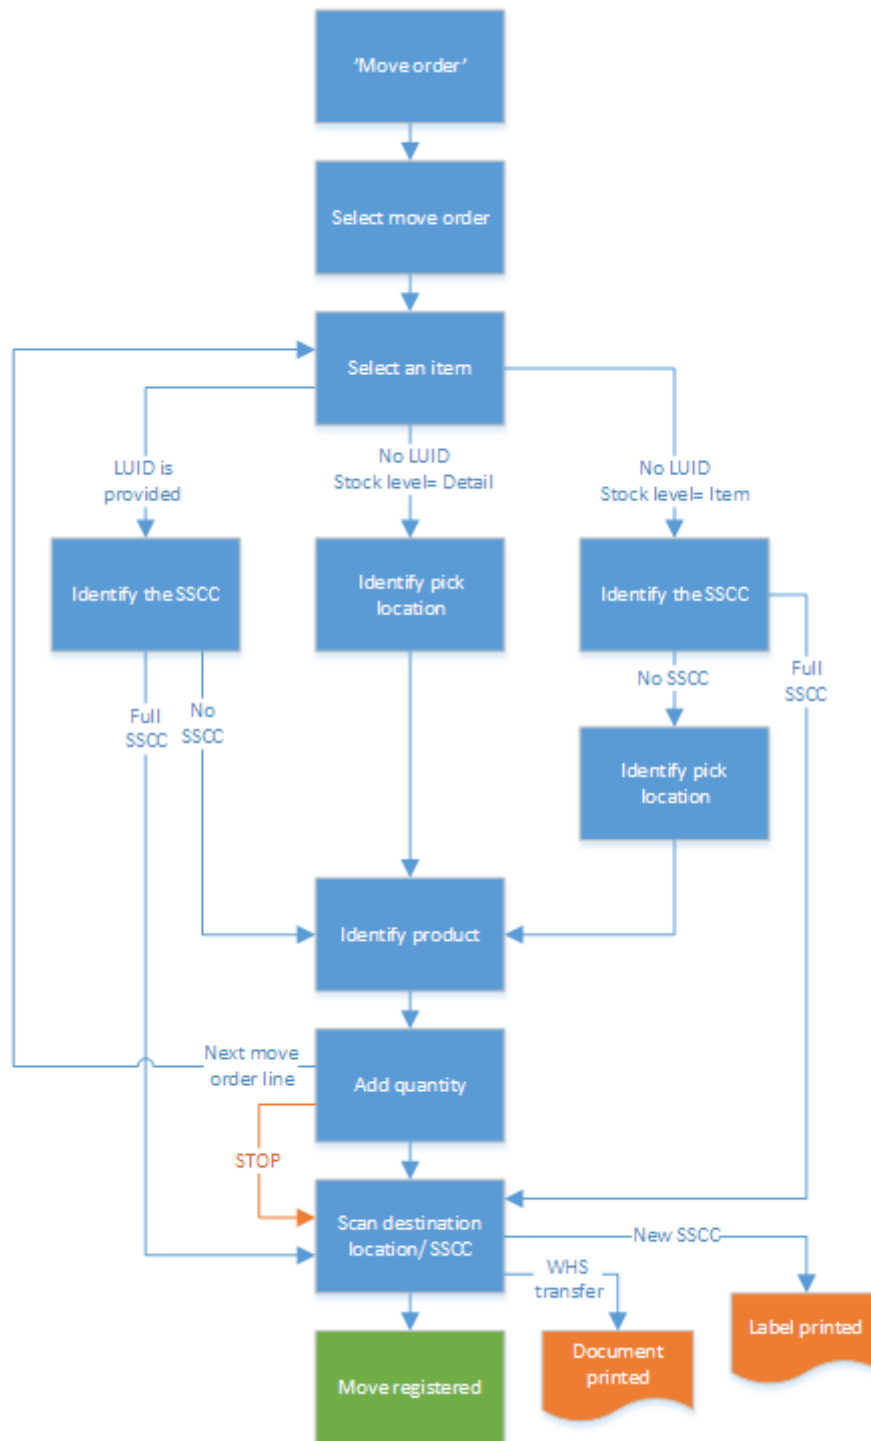 'Move order'
Select move order
Select an item
LUID is
provided
No LUID
Stock level= Detail
No LUID
Stock level= Item
Identify the SSCC
Identify pick
location
Identify the SSCC
Full
SSCC
No
SSCC
No SSCC
Full
SSCC
Identify pick
location
Identify product
Next move
order line
Add quantity
STOP
Scan destination
location/ SSCC
New SSCC
WHS
transfer
Label printed
Document
printed
Move registered